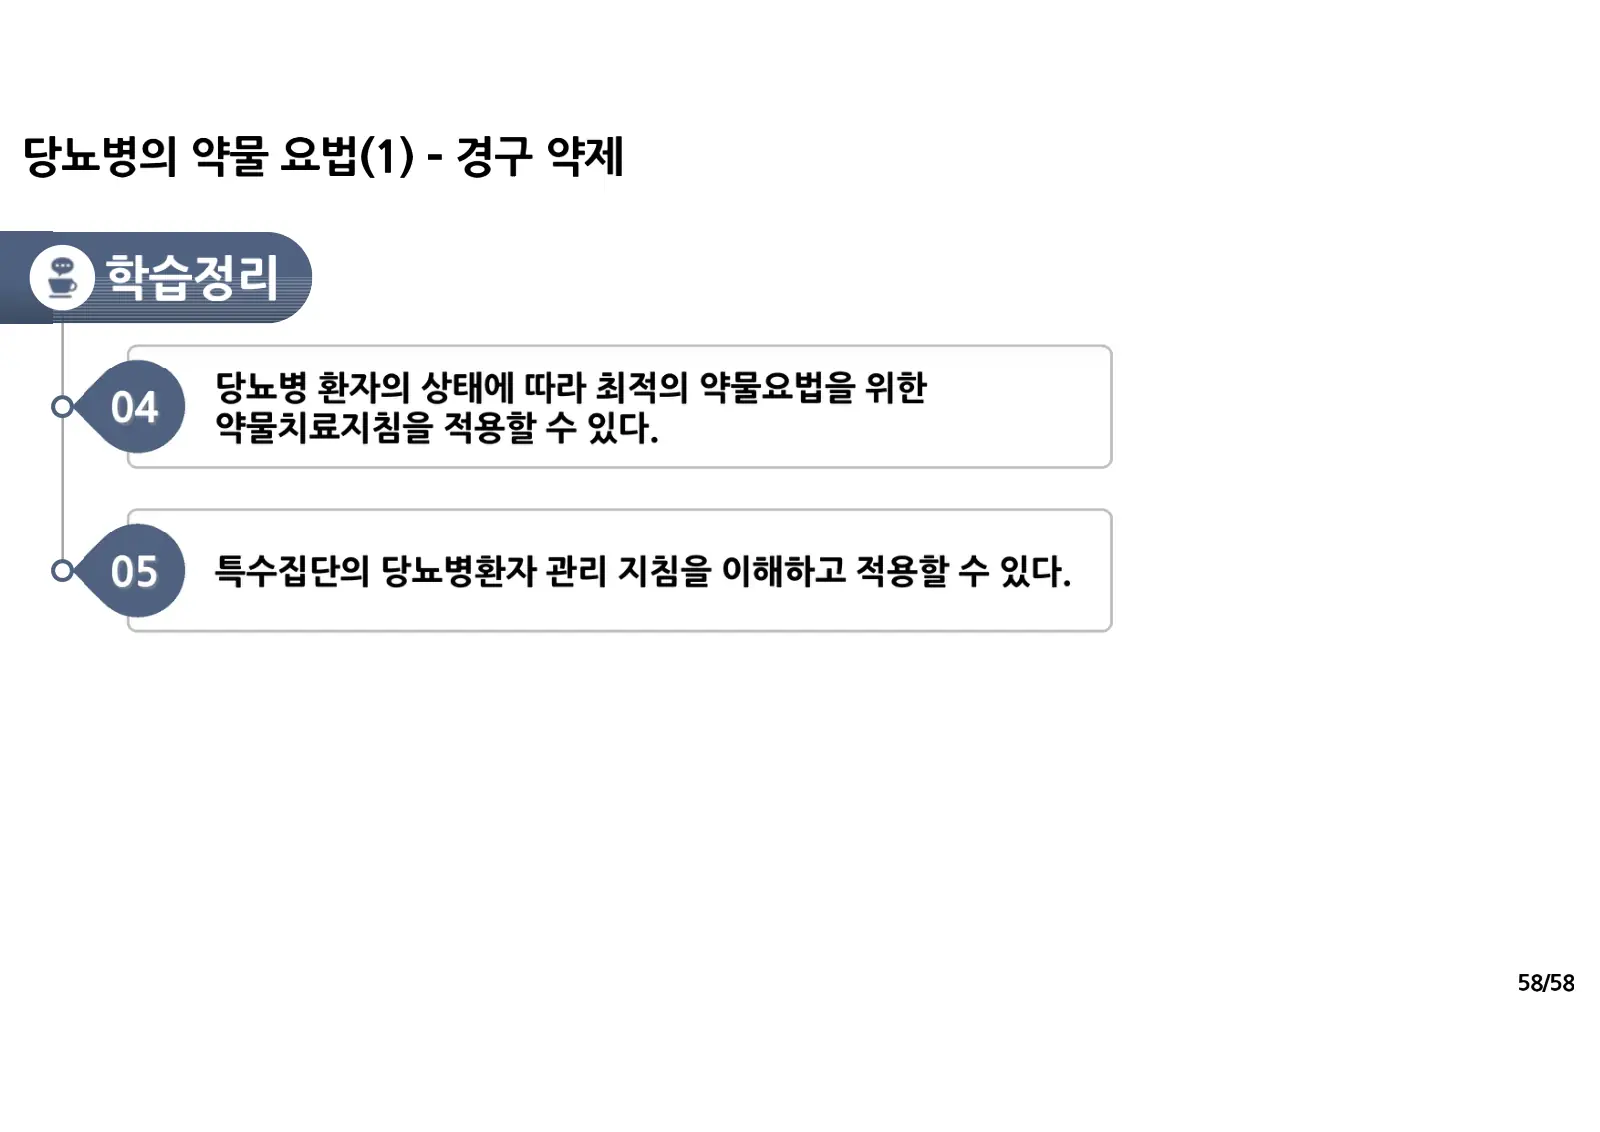 당뇨병의 약물 요법(1) - 경구 약제
학습정리
04
당뇨병 환자의 상태에 따라 최적의 약물요법을 위한
약물치료지침을 적용할 수 있다.
05
특수집단의 당뇨병환자 관리 지침을 이해하고 적용할 수 있다.
58/58